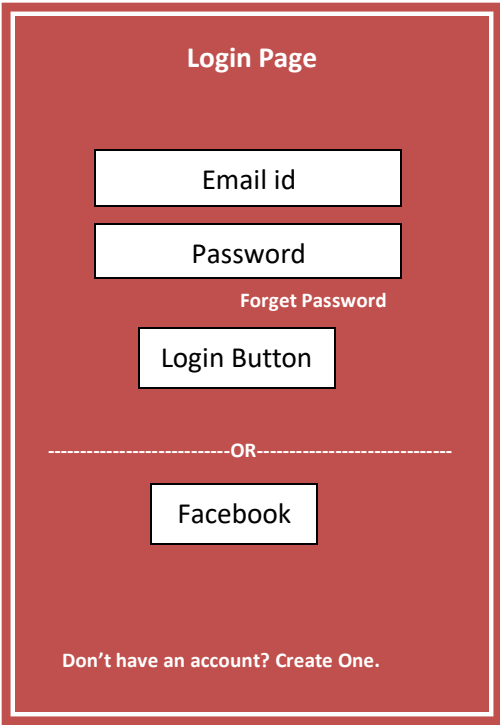 Login Page
Email id
Password
Forget Password
Login Button
----------------------------OR------------------------------
Facebook
Don’t have an account? Create One.